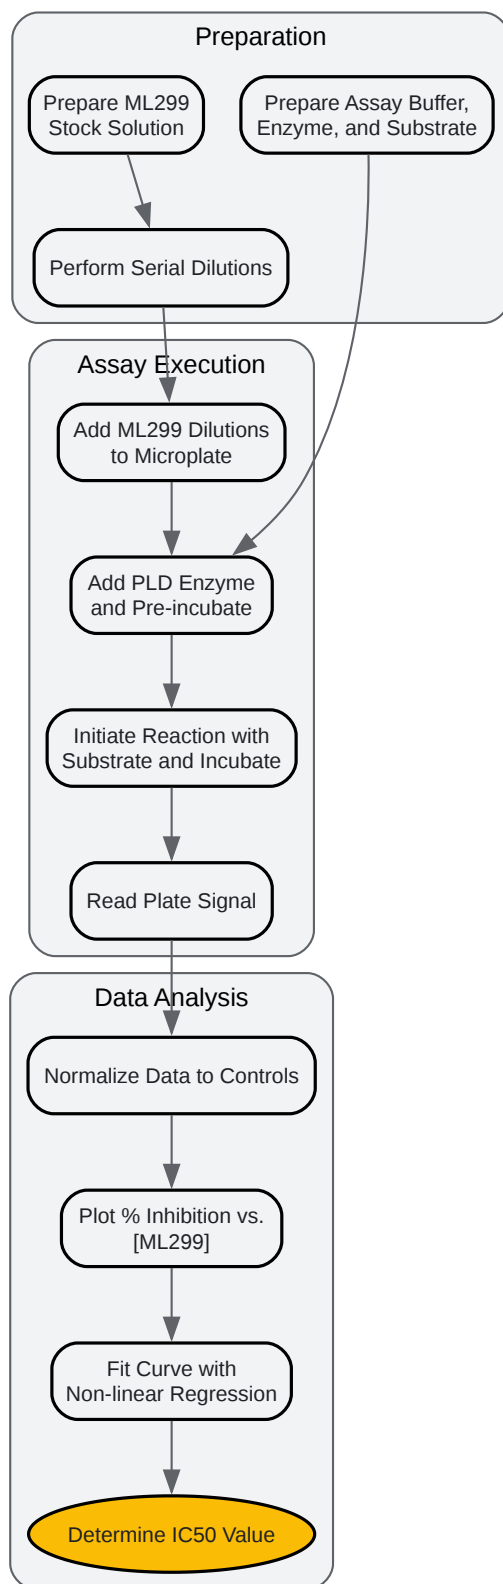 Preparation
Prepare ML299
Stock Solution
Prepare Assay Buffer,
Enzyme, and Substrate
Perform Serial Dilutions
Assay Execution
Add ML299 Dilutions
to Microplate
Add PLD Enzyme
and Pre-incubate
Initiate Reaction with
Substrate and Incubate
Read Plate Signal
Data Analysis
Normalize Data to Controls
Plot % Inhibition vs.
[ML299]
Fit Curve with
Non-linear Regression
Determine IC50 Value